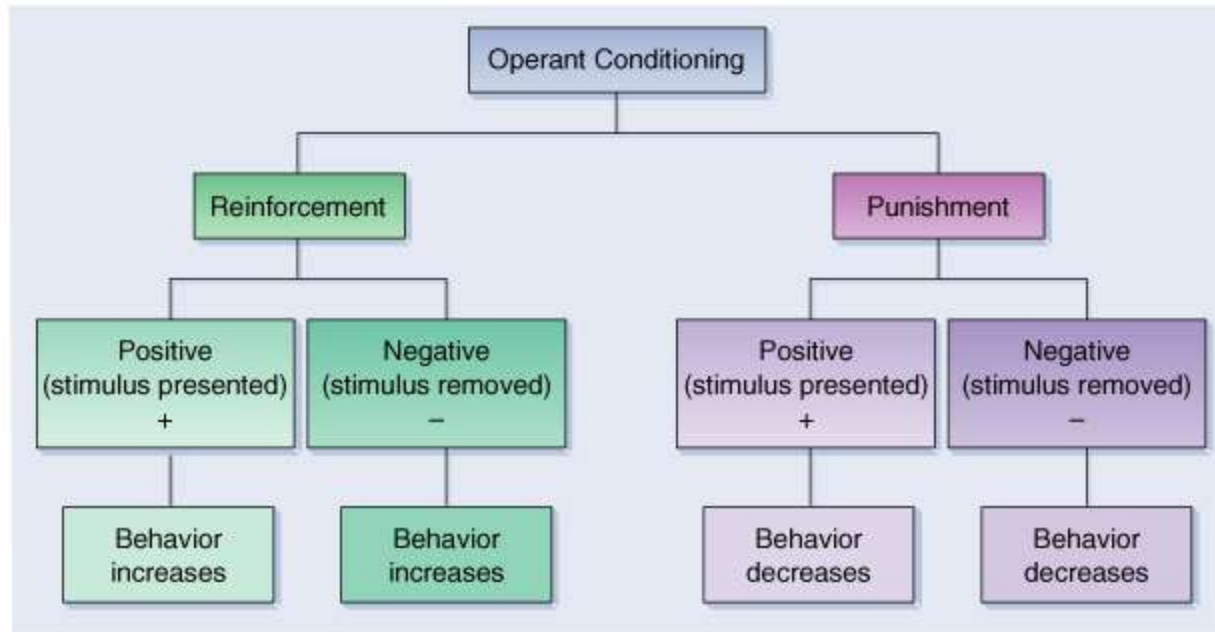 Operant Conditioning
Reinforcement
Punishment
Positive
(stimulus presented)
+
Negative
(stimulus removed)
–
Positive
(stimulus presented)
+
Negative
(stimulus removed)
–
Behavior
increases
Behavior
increases
Behavior
decreases
Behavior
decreases